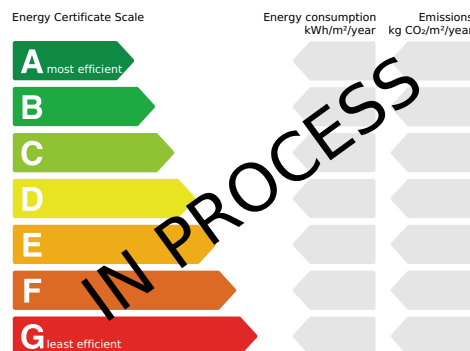 Energy Certificate Scale
Energy consumption
kWh/m²/year
Emissions
kg CO₂/m²/year
A most efficient
B
C
D
E
F
G least efficient
IN PROCESS